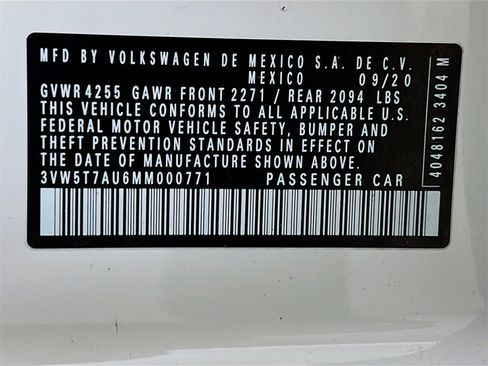 MFD BY VOLKSWAGEN DE MEXICO S.A. DE C.V.
MEXICO 09/20
GVWR 4255 GAWR FRONT 2271 / REAR 2094 LBS
THIS VEHICLE CONFORMS TO ALL APPLICABLE U.S.
FEDERAL MOTOR VEHICLE SAFETY, BUMPER AND
THEFT PREVENTION STANDARDS IN EFFECT ON
THE DATE OF MANUFACTURE SHOWN ABOVE.
3VW5T7AU6MM000771 PASSENGER CAR
4048162 3404 M